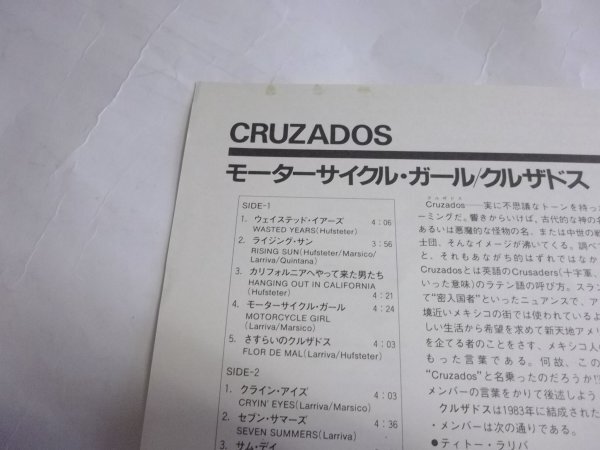 CRUZADOS
モーターサイクル・ガール/クルザドス
SIDE-1
1. ウェイステッド・イアーズ 4:06
WASTED YEARS(Hufsteter)
2. ライジング・サン 3:56
RISING SUN(Hufsteter/Marsico/
Larriva/Quintana)
3. カリフォルニアへやって来た男たち
HANGING OUT IN CALIFORNIA
(Hufsteter) 4:21
4. モーターサイクル・ガール 4:24
MOTORCYCLE GIRL
(Larriva/Marsico)
5. さすらいのクルザドス 4:03
FLOR DE MAL(Larriva/Hufsteter)
SIDE-2
1. クライン・アイズ 4:03
CRYIN' EYES(Larriva/Marsico)
2. セブン・サマーズ 4:36
SEVEN SUMMERS(Larriva/
3. サム・デイ
クルザドス
Cruzados——実に不思議なトーンを持った
ーミングだ。響きからいけば、古代的な神の名
あるいは悪魔的な怪物の名、または中世の戦
士団、そんなイメージが沸いてくる。調べて
と、それもあながち的はずれではなか
Cruzadosとは英語のCrusaders(十字軍、
いった意味)のラテン語の呼び方。スラン
て"密入国者"といったニュアンスで、ア
境近いメキシコの街では使われているよ
しい生活から希望を求めて新天地アメリ
を企てる者のことをさす、メキシコ人の
もった言葉である。何故、この
"Cruzados"と名乗ったのだろうか!?
メンバーの言葉をかりて後述しよう
クルザドスは1983年に結成された
・メンバーは次の通りである。
●ティトー・ラリバ